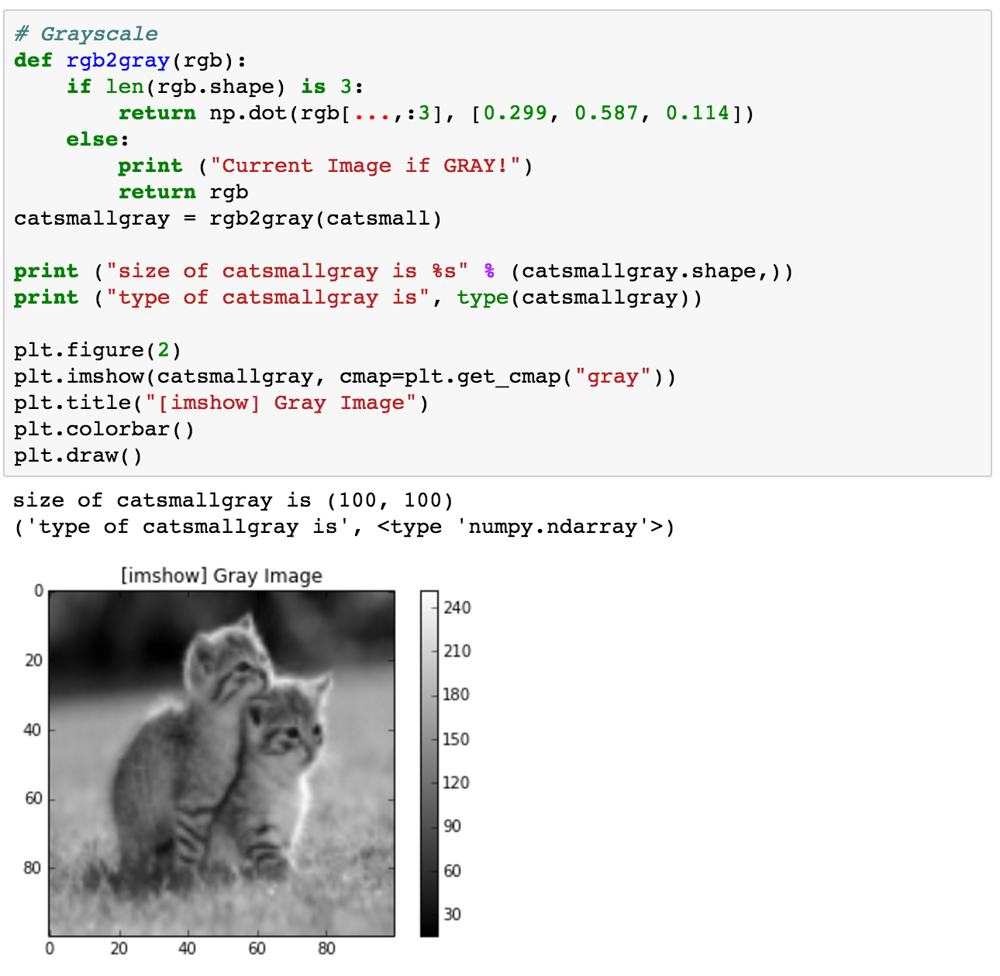 # Grayscale
def rgb2gray(rgb):
    if len(rgb.shape) is 3:
        return np.dot(rgb[...,:3], [0.299, 0.587, 0.114])
    else:
        print ("Current Image if GRAY!")
        return rgb
catsmallgray = rgb2gray(catsmall)

print ("size of catsmallgray is %s" % (catsmallgray.shape,))
print ("type of catsmallgray is", type(catsmallgray))

plt.figure(2)
plt.imshow(catsmallgray, cmap=plt.get_cmap("gray"))
plt.title("[imshow] Gray Image")
plt.colorbar()
plt.draw()
size of catsmallgray is (100, 100)
('type of catsmallgray is', <type 'numpy.ndarray'>)
[imshow] Gray Image
0
20
40
60
80
0 20 40 60 80
240
210
180
150
120
90
60
30